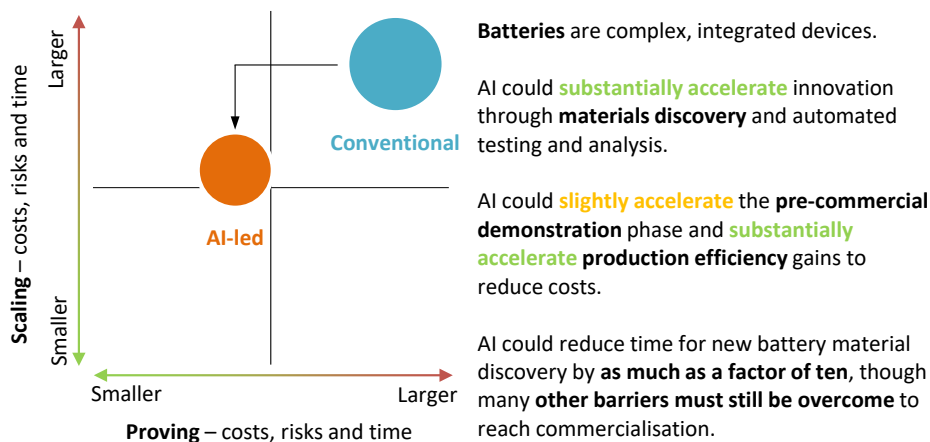 Larger
Scaling – costs, risks and time
Smaller
Conventional
AI-led
Smaller
Larger
Proving – costs, risks and time
Batteries are complex, integrated devices.
AI could substantially accelerate innovation
through materials discovery and automated
testing and analysis.
AI could slightly accelerate the pre-commercial
demonstration phase and substantially
accelerate production efficiency gains to
reduce costs.
AI could reduce time for new battery material
discovery by as much as a factor of ten, though
many other barriers must still be overcome to
reach commercialisation.